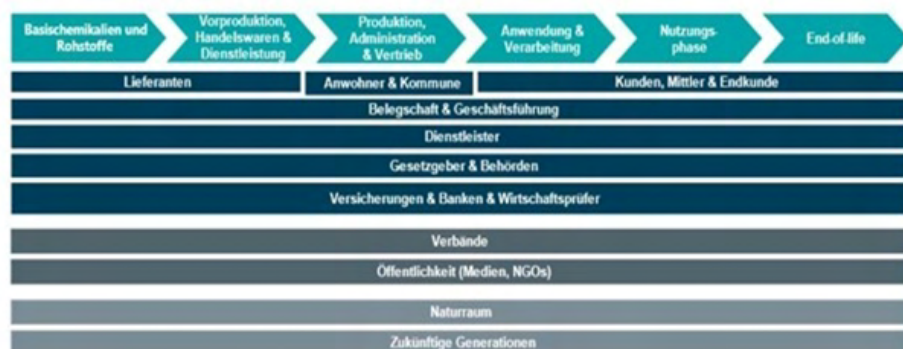 Basischemikalien und
Rohstoffe
Vorproduktion,
Handelswaren &
Dienstleistung
Produktion,
Administration
& Vertrieb
Anwendung &
Verarbeitung
Nutzungs-
phase
End-of-life
Lieferanten
Anwohner & Kommune
Kunden, Mittler & Endkunde
Belegschaft & Geschäftsführung
Dienstleister
Gesetzgeber & Behörden
Versicherungen & Banken & Wirtschaftsprüfer
Verbände
Öffentlichkeit (Medien, NGOs)
Naturraum
Zukünftige Generationen